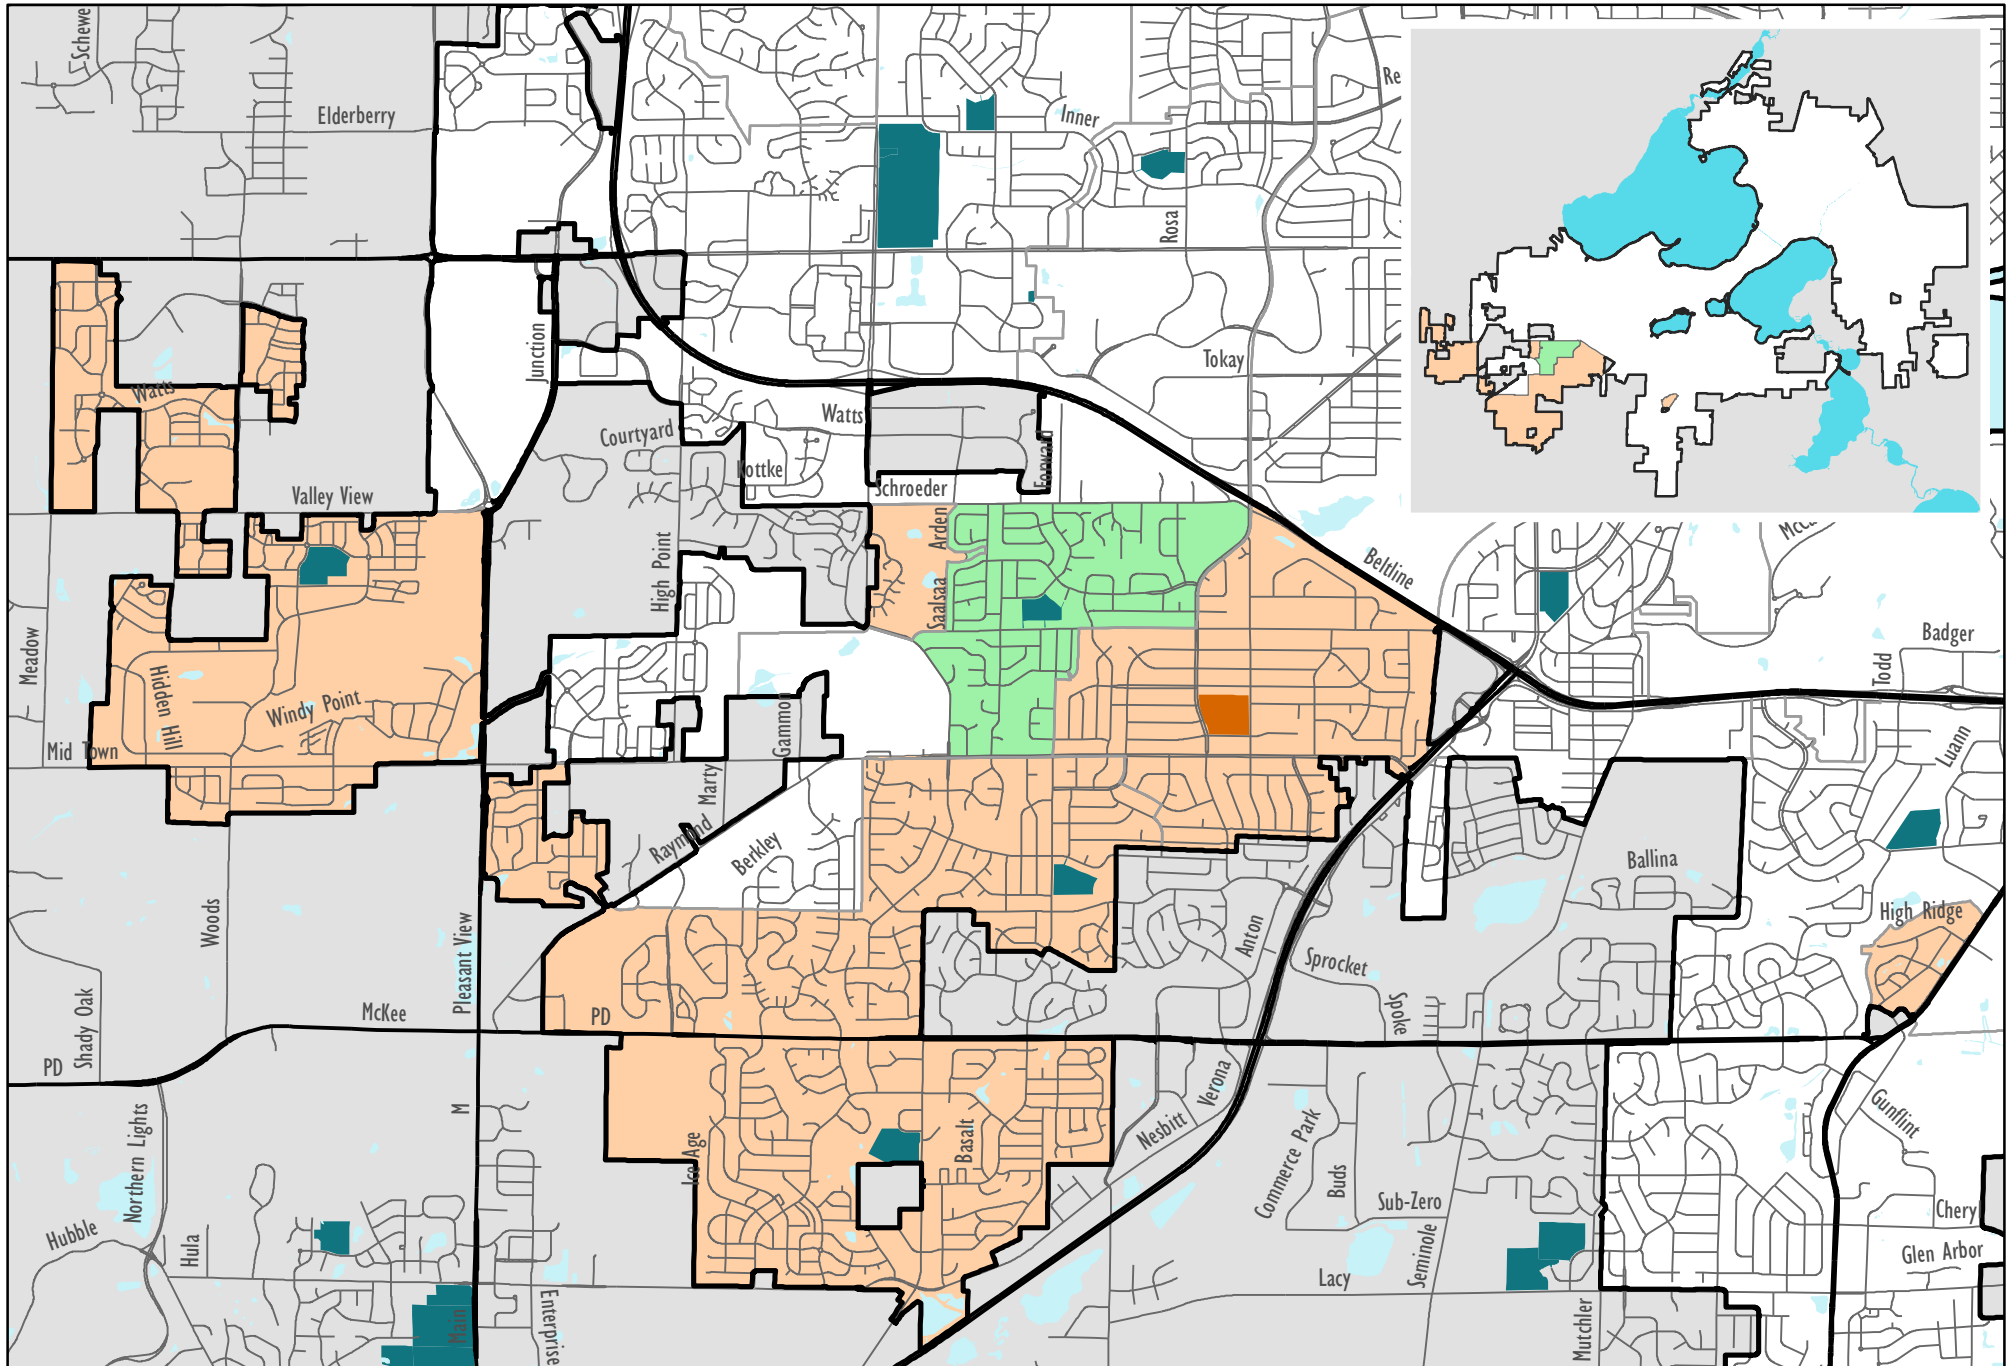 Schewe
Elderberry
Inner
Re
Rosa
Junction
Tokay
Watts
Watts
Courtyard
Kottke
Forward
Schroeder
Valley View
Arden
High Point
Saalsaa
Beltline
Meadow
Badger
Todd
Hidden Hill
Windy Point
Mid Town
Gammon
Marty
Luann
Raymond
Berkley
Ballina
Woods
Pleasant View
High Ridge
Anton
Sprocket
Spoke
Shady Oak
McKee
PD
PD
Northern Lights
M
Ice Age
Basalt
Nesbitt
Verona
Commerce Park
Buds
Sub-Zero
Seminole
Gunflint
Chery
Glen Arbor
Hubble
Hula
Lacy
Main
Enterprise
Mutchler